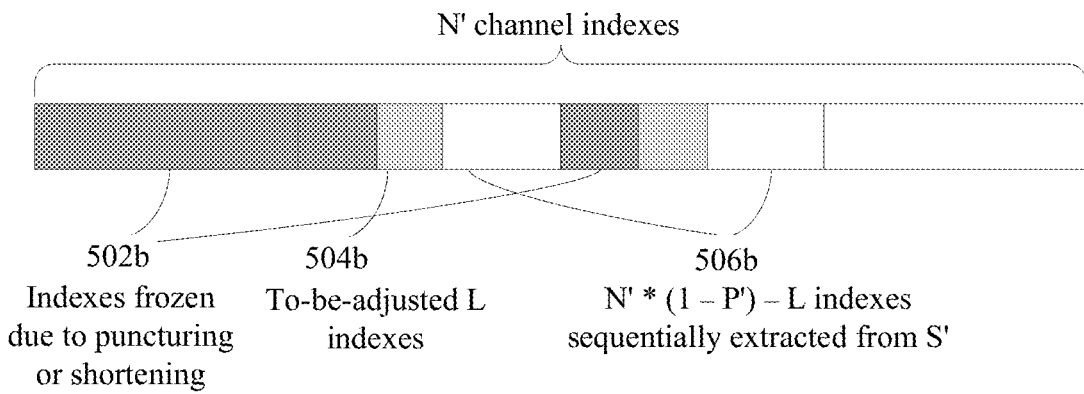 N' channel indexes
502b
Indexes frozen
due to puncturing
or shortening
504b
To-be-adjusted L
indexes
506b
N' * (1 – P') – L indexes
sequentially extracted from S'